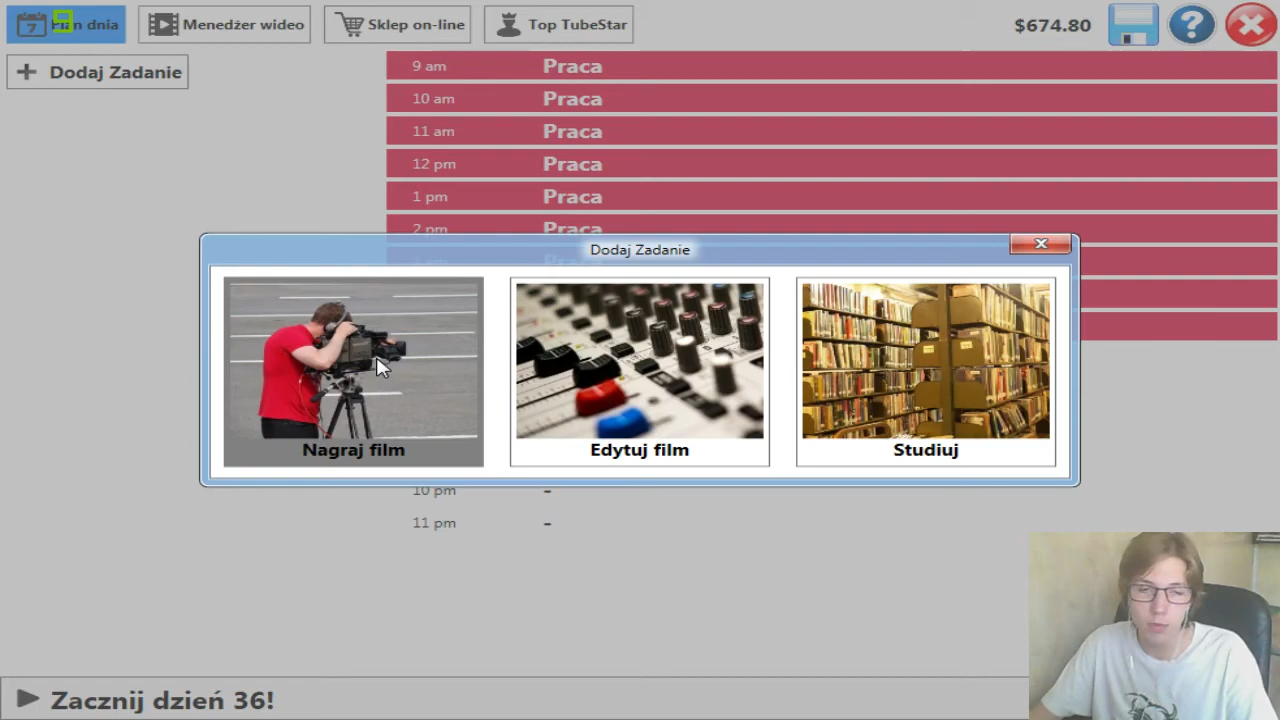 7 Plan dnia
Menedżer wideo
Sklep on-line
Top TubeStar
$674.80
?
Dodaj Zadanie
9 am Praca
10 am Praca
11 am Praca
12 pm Praca
1 pm Praca
2 pm Praca
Dodaj Zadanie
Nagraj film
Edytuj film
Studiuj
10 pm -
11 pm -
Zacznij dzień 36!